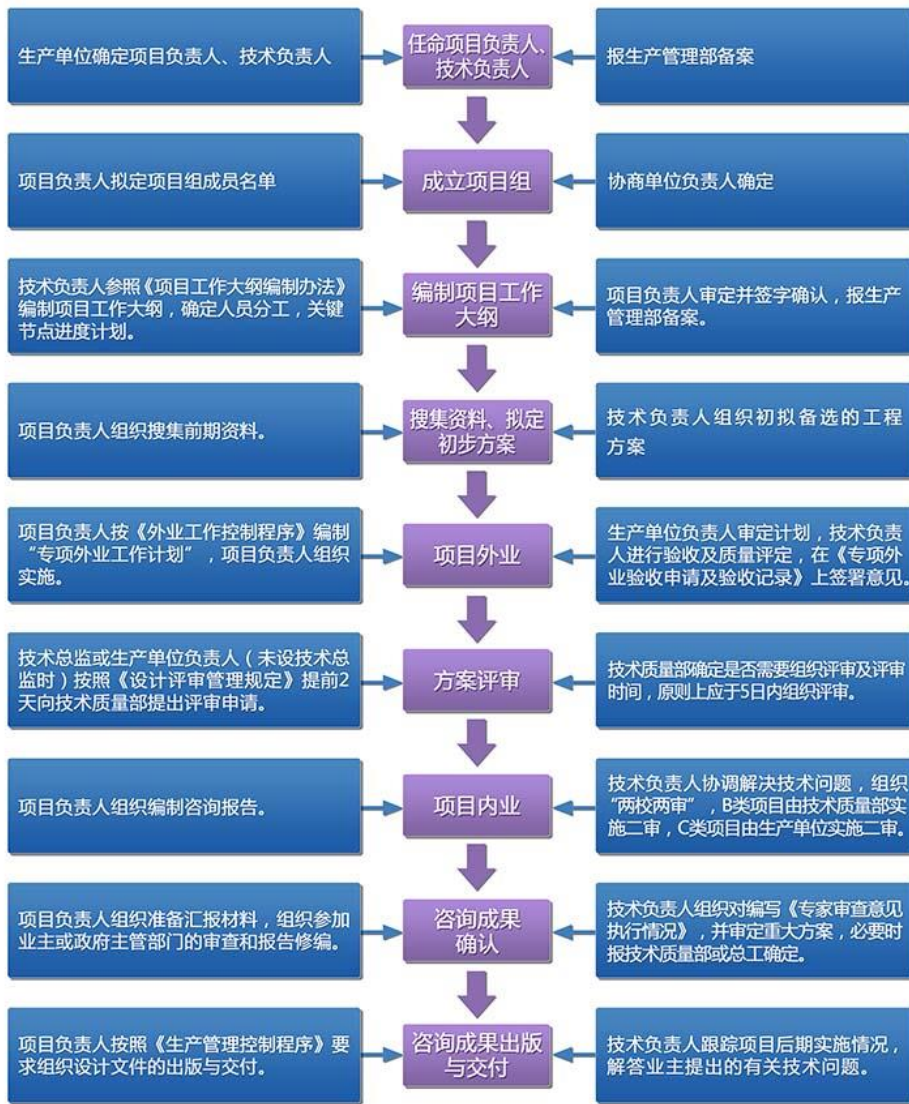 生产单位确定项目负责人、技术负责人
任命项目负责人、
技术负责人
报生产管理部备案
项目负责人拟定项目组成员名单
成立项目组
协商单位负责人确定
技术负责人参照《项目工作大纲编制办法》
编制项目工作大纲，确定人员分工，关键
节点进度计划。
编制项目工作
大纲
项目负责人审定并签字确认，报生产
管理部备案。
项目负责人组织搜集前期资料。
搜集资料、拟定
初步方案
技术负责人组织初拟备选的工程
方案
项目负责人按《外业工作控制程序》编制
“专项外业工作计划”，项目负责人组织
实施。
项目外业
生产单位负责人审定计划，技术负责
人进行验收及质量评定，在《专项外
业验收申请及验收记录》上签署意见。
技术总监或生产单位负责人（未设技术总
监时）按照《设计评审管理规定》提前2
天向技术质量部提出评审申请。
方案评审
技术质量部确定是否需要组织评审及评审
时间，原则上应于5日内组织评审。
项目负责人组织编制咨询报告。
项目内业
技术负责人协调解决技术问题，组织
“两校两审”，B类项目由技术质量部实
施二审，C类项目由生产单位实施二审。
项目负责人组织准备汇报材料，组织参加
业主或政府主管部门的审查和报告修编。
咨询成果
确认
技术负责人组织对编写《专家审查意见
执行情况》，并审定重大方案，必要时
报技术质量部或总工确定。
项目负责人按照《生产管理控制程序》要
求组织设计文件的出版与交付。
咨询成果出版
与交付
技术负责人跟踪项目后期实施情况，
解答业主提出的有关技术问题。